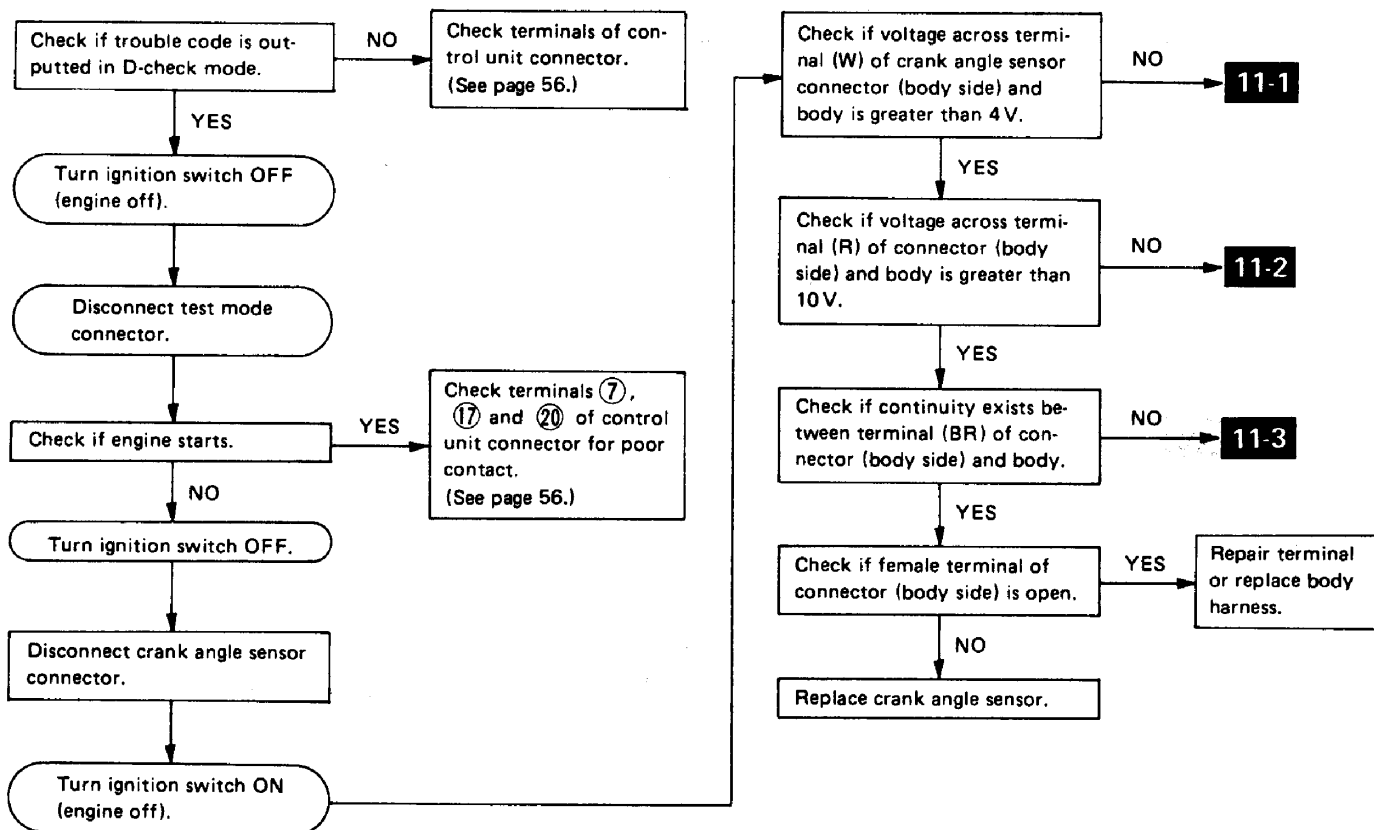 Check if trouble code is out-
putted in D-check mode.
NO
Check terminals of con-
trol unit connector.
(See page 56.)
YES
Turn ignition switch OFF
(engine off).
Disconnect test mode
connector.
Check if engine starts.
YES
Check terminals ⑦,
⑰ and ⑳ of control
unit connector for poor
contact.
(See page 56.)
NO
Turn ignition switch OFF.
Disconnect crank angle sensor
connector.
Turn ignition switch ON
(engine off).
Check if voltage across termi-
nal (W) of crank angle sensor
connector (body side) and
body is greater than 4 V.
NO
11-1
YES
Check if voltage across termi-
nal (R) of connector (body
side) and body is greater than
10 V.
NO
11-2
YES
Check if continuity exists be-
tween terminal (BR) of con-
nector (body side) and body.
NO
11-3
YES
Check if female terminal of
connector (body side) is open.
YES
Repair terminal
or replace body
harness.
NO
Replace crank angle sensor.